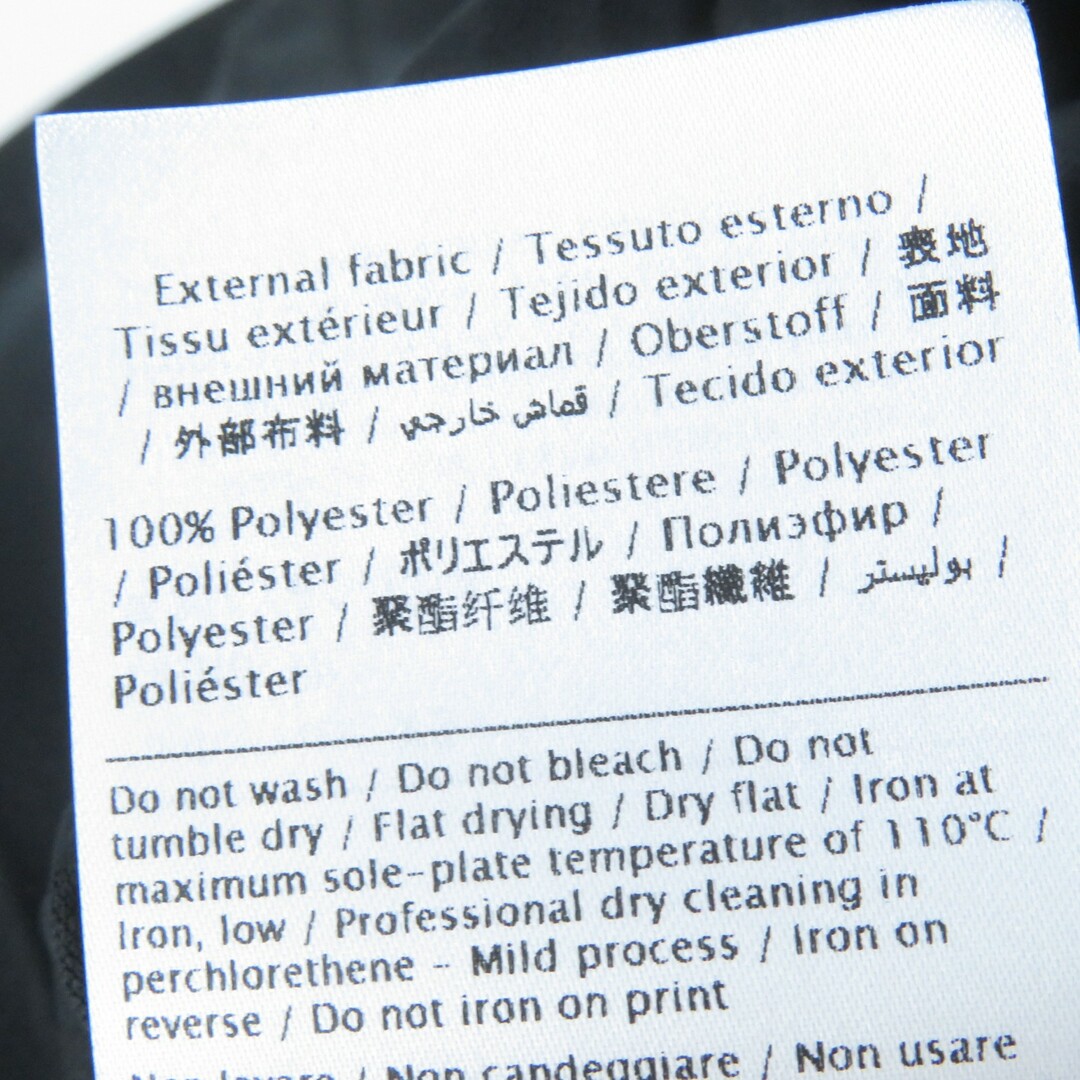 External fabric / Tessuto esterno /
Tissu extérieur / Tejido exterior / 表地
/ внешний материал / Oberstoff / 面料
/ 外部布料 / قماش خارجي / Tecido exterior
100% Polyester / Poliestere / Polyester
/ Poliéster / ポリエステル / Полиэфир /
Polyester / 聚酯纤维 / 聚酯纖維 / بوليستر /
Poliéster
Do not wash / Do not bleach / Do not
tumble dry / Flat drying / Dry flat / Iron at
maximum sole-plate temperature of 110°C /
Iron, low / Professional dry cleaning in
perchlorethene - Mild process / Iron on
reverse / Do not iron on print
Non lavare / Non candeggiare / Non usare